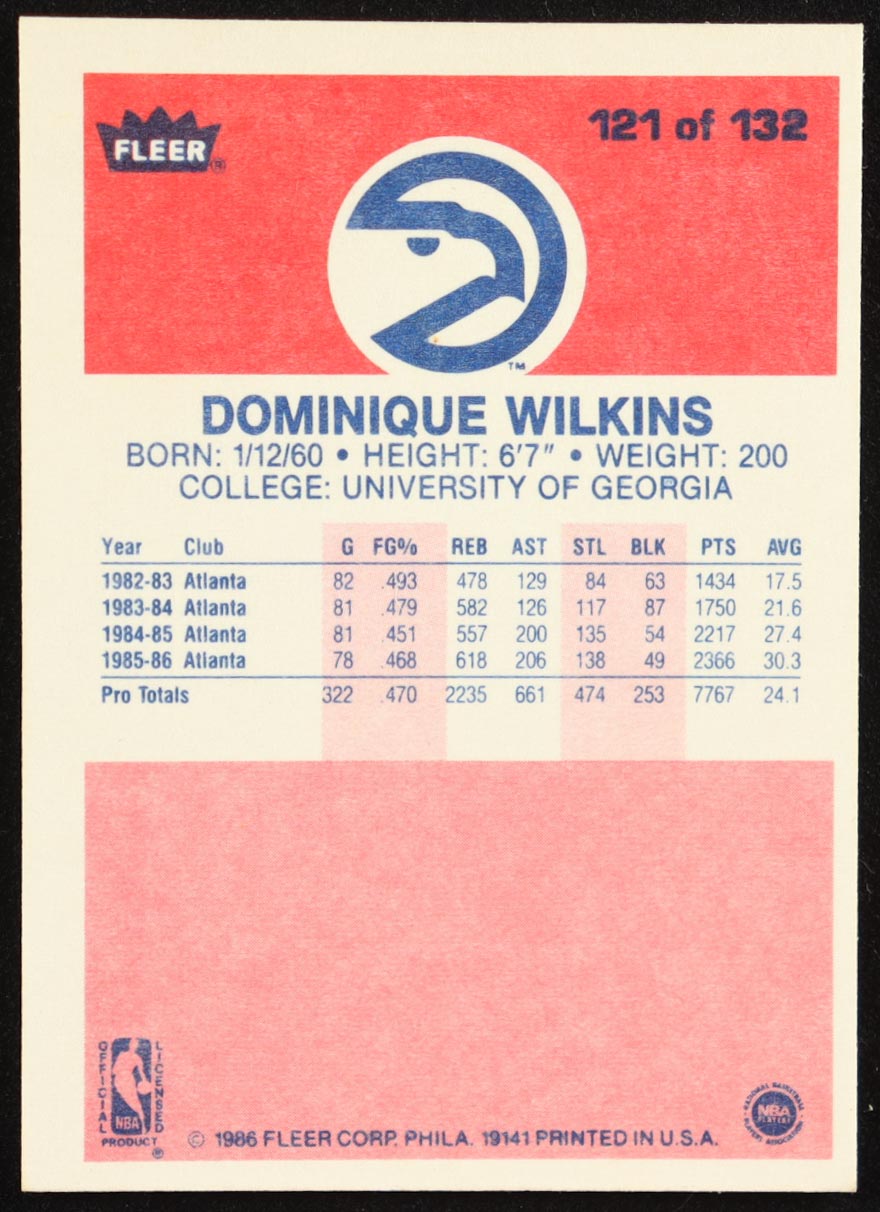 FLEER®
121 of 132
TM
DOMINIQUE WILKINS
BORN: 1/12/60 • HEIGHT: 6'7" • WEIGHT: 200
COLLEGE: UNIVERSITY OF GEORGIA
Year Club G FG% REB AST STL BLK PTS AVG
1982-83 Atlanta 82 .493 478 129 84 63 1434 17.5
1983-84 Atlanta 81 .479 582 126 117 87 1750 21.6
1984-85 Atlanta 81 .451 557 200 135 54 2217 27.4
1985-86 Atlanta 78 .468 618 206 138 49 2366 30.3
Pro Totals 322 .470 2235 661 474 253 7767 24.1
OFFICIAL
LICENSED
NBA
PRODUCT
®
© 1986 FLEER CORP. PHILA. 19141 PRINTED IN U.S.A.
NATIONAL BASKETBALL
NBA
PLAYERS
PLAYERS ASSOCIATION